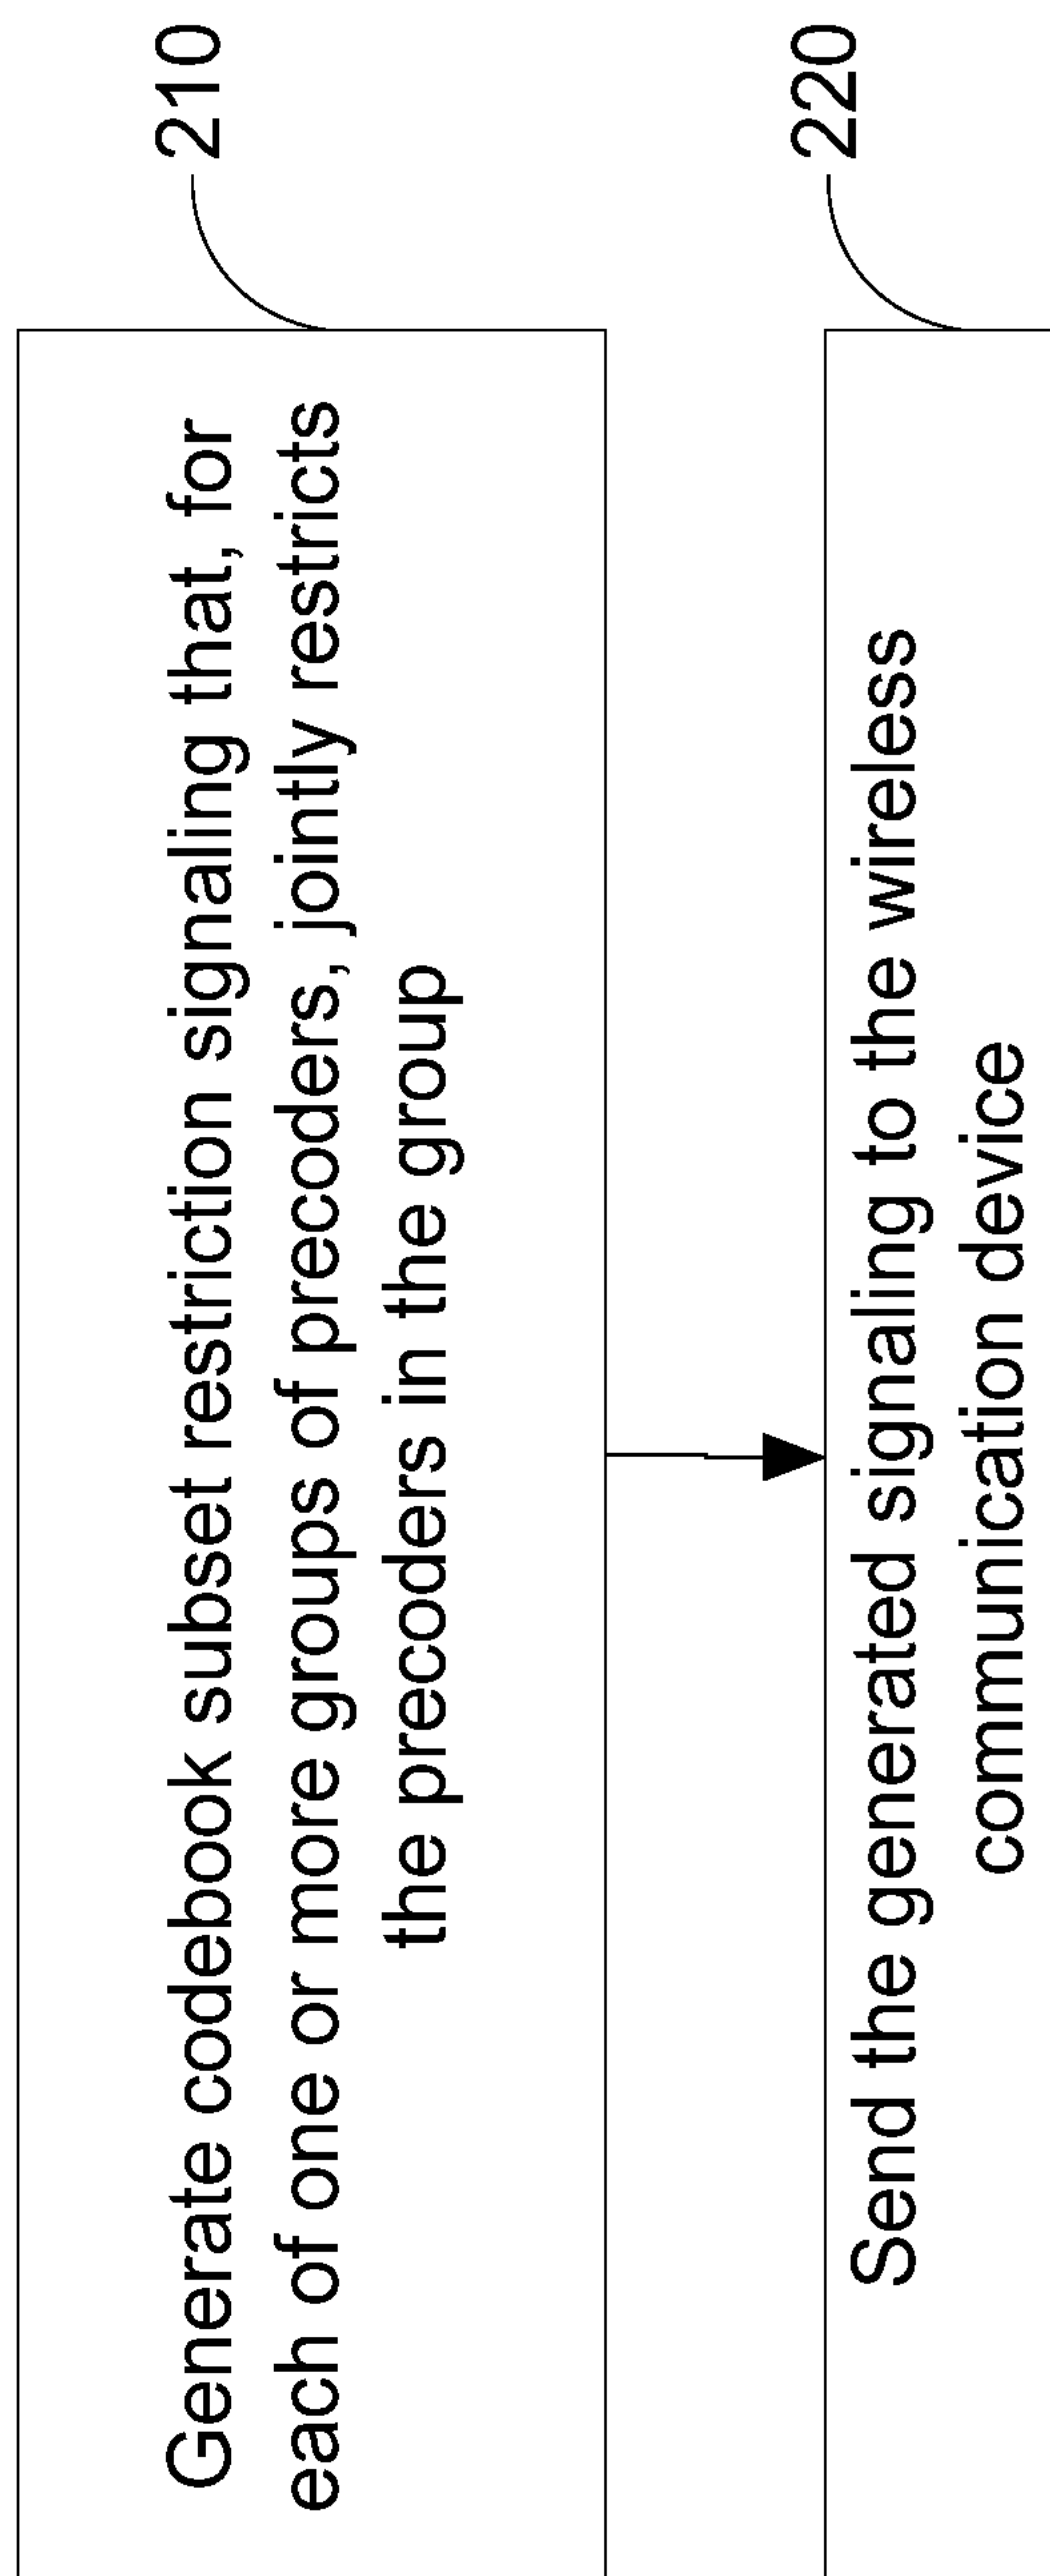 210
Generate codebook subset restriction signaling that, for
each of one or more groups of precoders, jointly restricts
the precoders in the group
220
Send the generated signaling to the wireless
communication device